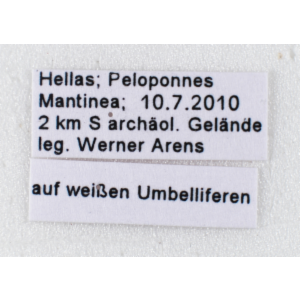 Hellas; Peloponnes
Mantinea; 10.7.2010
2 km S archäol. Gelände
leg. Werner Arens
auf weißen Umbelliferen